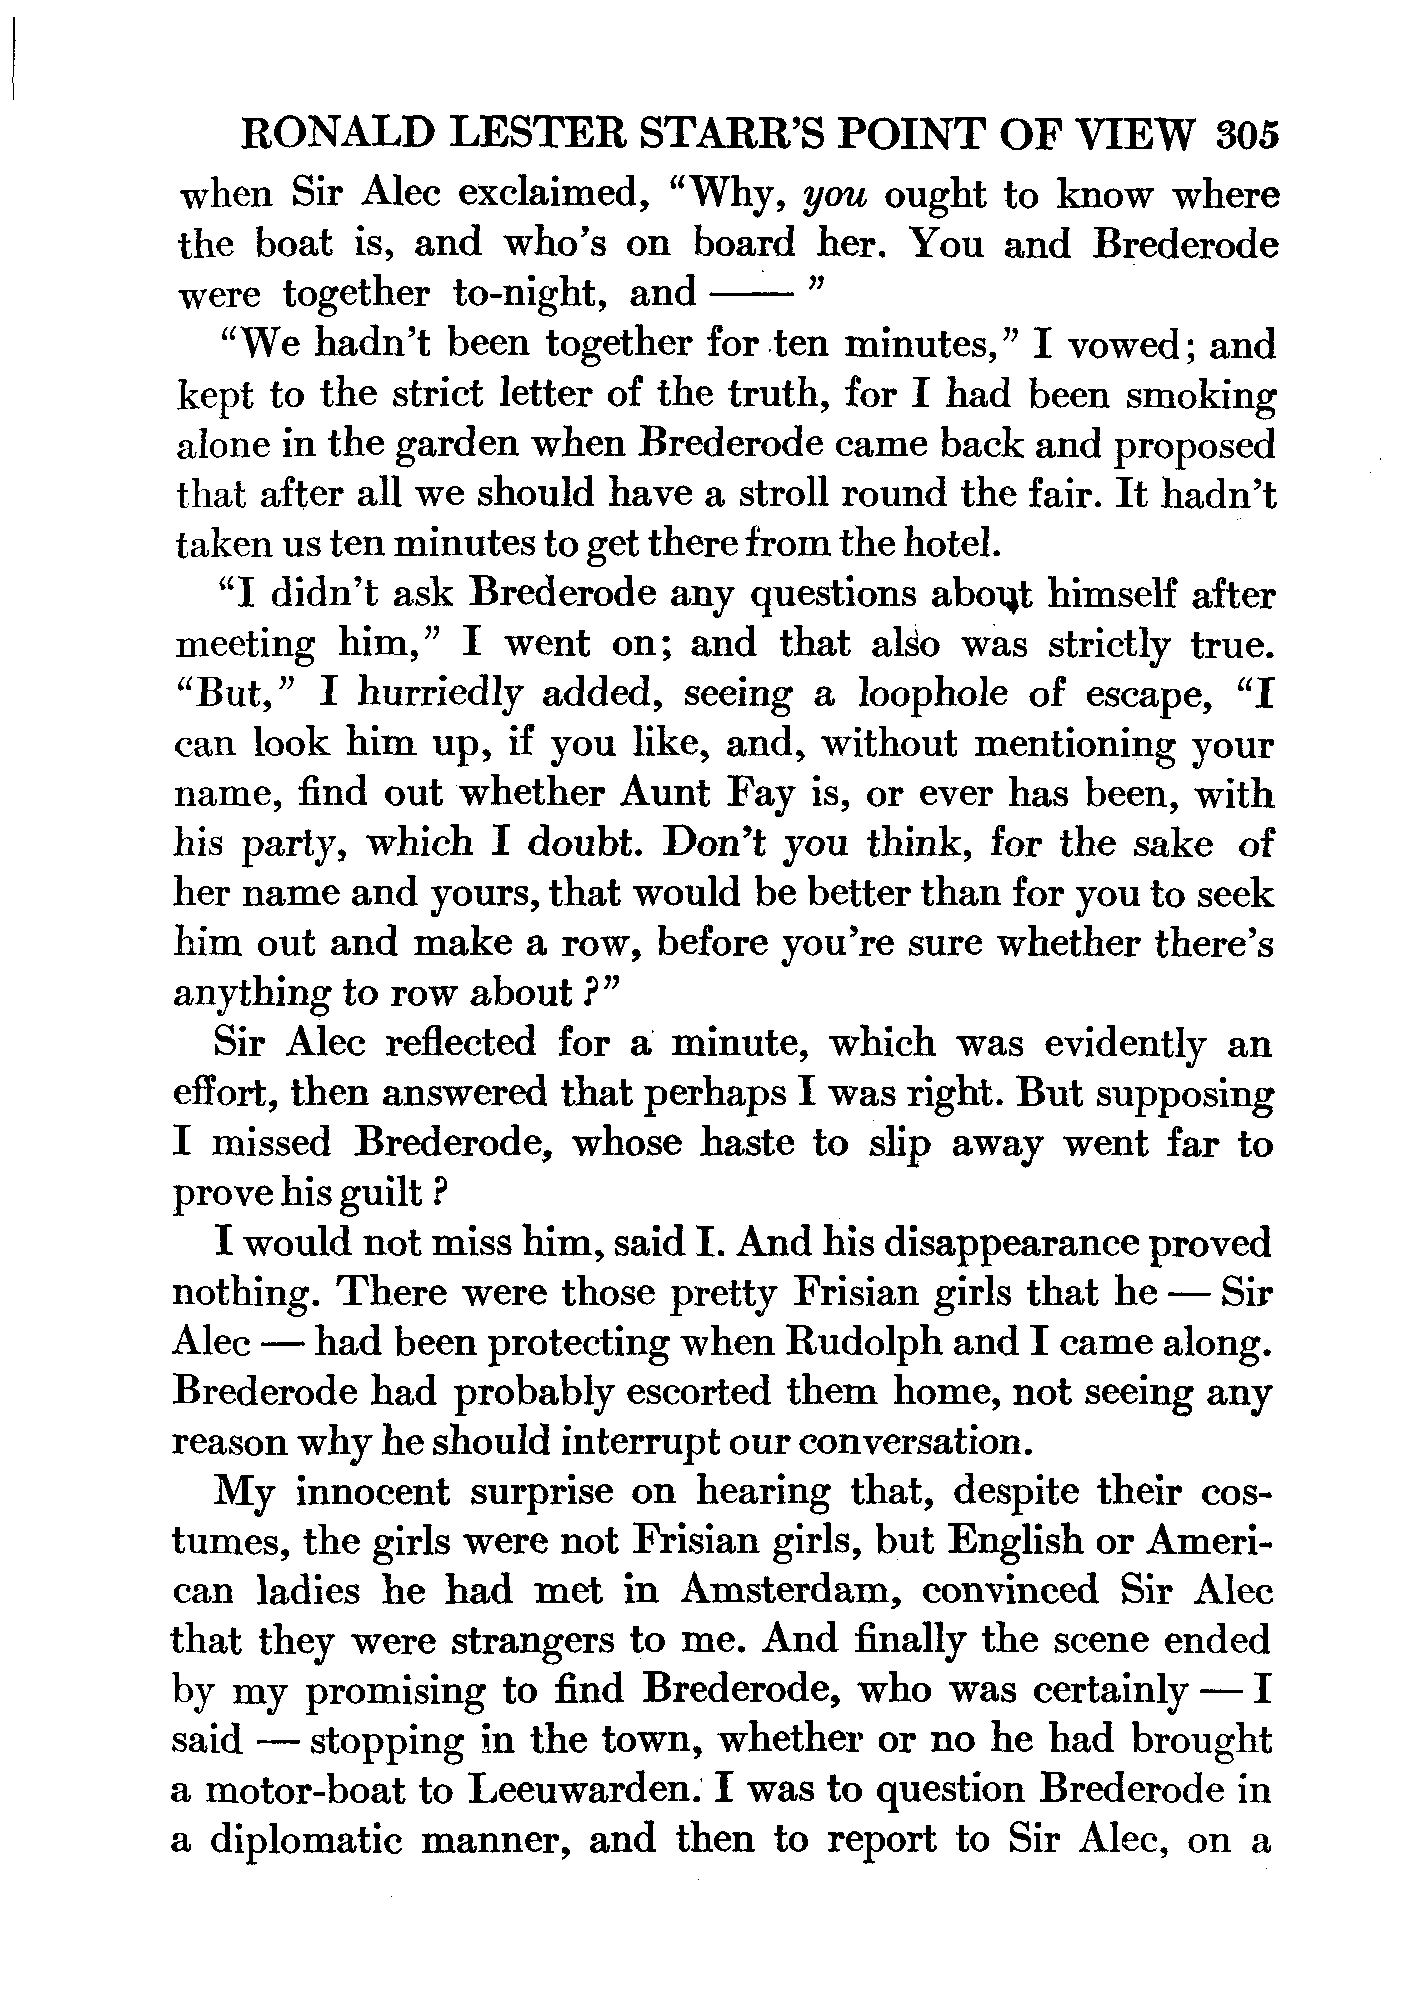 RONALD LESTER STARR'S POINT OF VIEW 305
when Sir Alec exclaimed, “Why, you ought to know where
the boat is, and who's on board her. You and Brederode
were together to-night, and —— ”
“We hadn't been together for ten minutes,” I vowed; and
kept to the strict letter of the truth, for I had been smoking
alone in the garden when Brederode came back and proposed
that after all we should have a stroll round the fair. It hadn't
taken us ten minutes to get there from the hotel.
“I didn't ask Brederode any questions about himself after
meeting him,” I went on; and that also was strictly true.
“But,” I hurriedly added, seeing a loophole of escape, “I
can look him up, if you like, and, without mentioning your
name, find out whether Aunt Fay is, or ever has been, with
his party, which I doubt. Don't you think, for the sake of
her name and yours, that would be better than for you to seek
him out and make a row, before you're sure whether there's
anything to row about ?”
Sir Alec reflected for a minute, which was evidently an
effort, then answered that perhaps I was right. But supposing
I missed Brederode, whose haste to slip away went far to
prove his guilt ?
I would not miss him, said I. And his disappearance proved
nothing. There were those pretty Frisian girls that he — Sir
Alec — had been protecting when Rudolph and I came along.
Brederode had probably escorted them home, not seeing any
reason why he should interrupt our conversation.
My innocent surprise on hearing that, despite their cos-
tumes, the girls were not Frisian girls, but English or Ameri-
can ladies he had met in Amsterdam, convinced Sir Alec
that they were strangers to me. And finally the scene ended
by my promising to find Brederode, who was certainly — I
said — stopping in the town, whether or no he had brought
a motor-boat to Leeuwarden. I was to question Brederode in
a diplomatic manner, and then to report to Sir Alec, on a